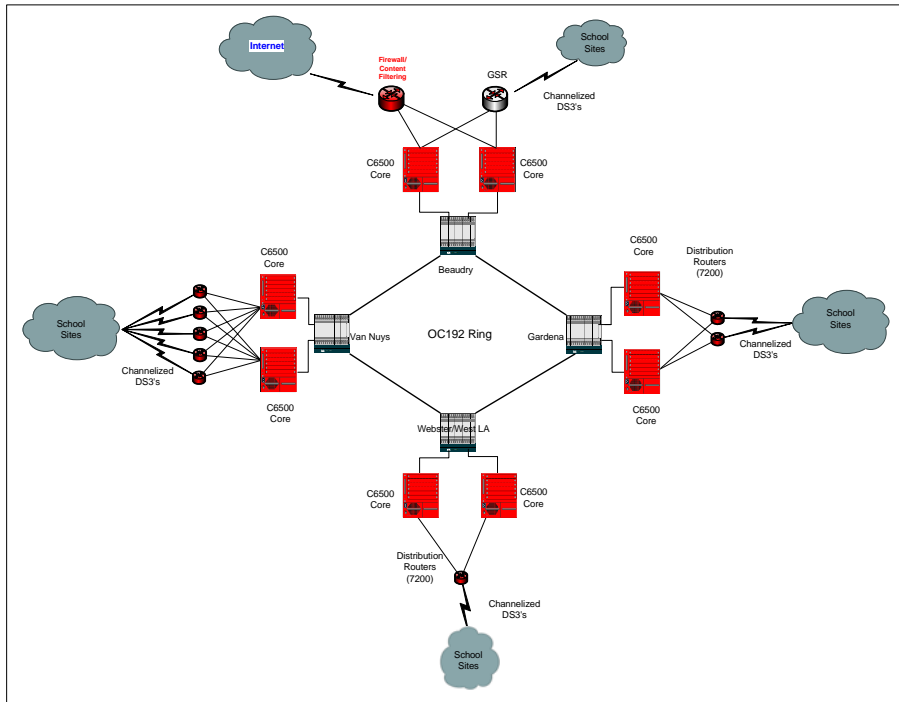 Internet
Firewall/
Content
Filtering
GSR
School
Sites
Channelized
DS3's
C6500
Core
C6500
Core
Beaudry
C6500
Core
School
Sites
Channelized
DS3's
C6500
Core
Van Nuys
OC192 Ring
Gardena
C6500
Core
Distribution
Routers
(7200)
School
Sites
Channelized
DS3's
C6500
Core
Webster/West LA
C6500
Core
C6500
Core
Distribution
Routers
(7200)
Channelized
DS3's
School
Sites